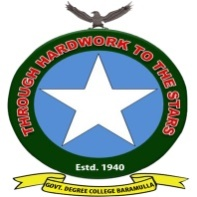 THROUGH HARDWORK TO THE STARS
Estd. 1940
GOVT. DEGREE COLLEGE BARAMULLA